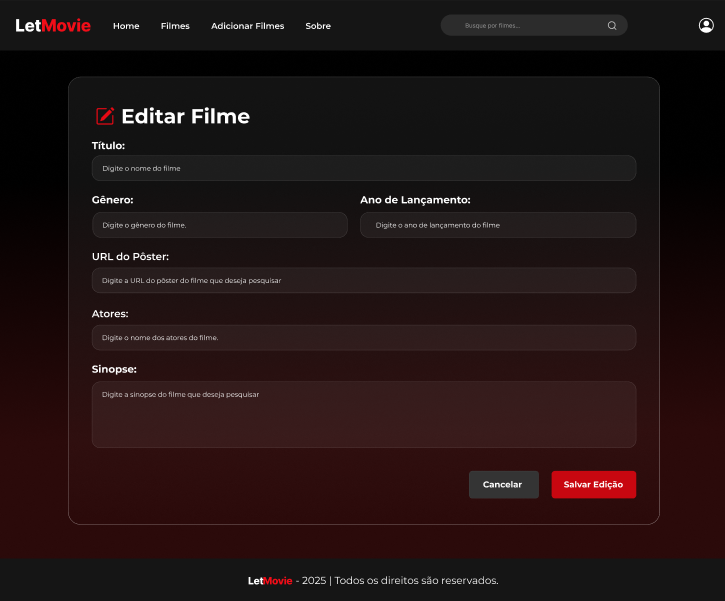 LetMovie Home Filmes Adicionar Filmes Sobre Busque por filmes...
Editar Filme
Título:
Digite o nome do filme
Gênero: Ano de Lançamento:
Digite o gênero do filme. Digite o ano de lançamento do filme
URL do Pôster:
Digite a URL do pôster do filme que deseja pesquisar
Atores:
Digite o nome dos atores do filme.
Sinopse:
Digite a sinopse do filme que deseja pesquisar
Cancelar Salvar Edição
LetMovie - 2025 | Todos os direitos são reservados.